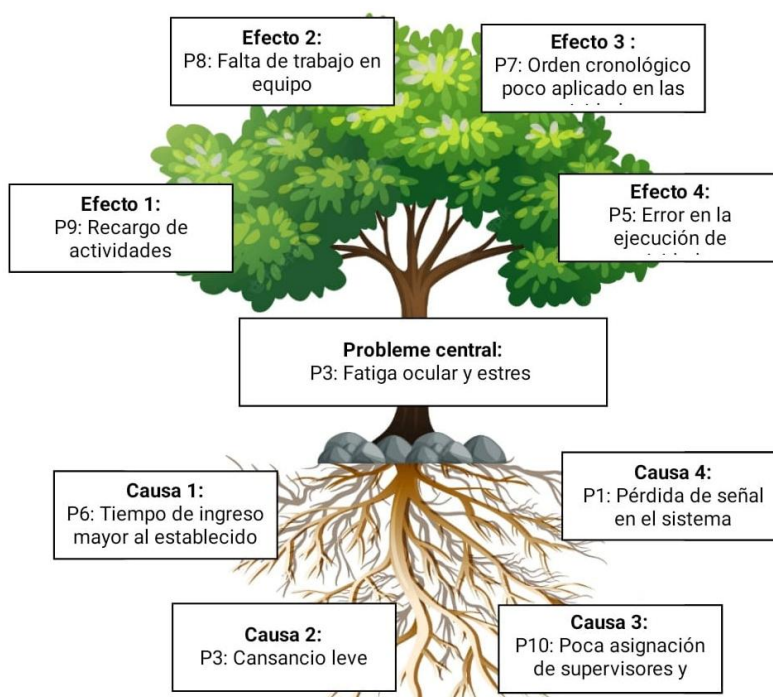 Efecto 2:
P8: Falta de trabajo en
equipo
Efecto 3 :
P7: Orden cronológico
poco aplicado en las
Efecto 1:
P9: Recargo de
actividades
Efecto 4:
P5: Error en la
ejecución de
Probleme central:
P3: Fatiga ocular y estres
Causa 1:
P6: Tiempo de ingreso
mayor al establecido
Causa 4:
P1: Pérdida de señal
en el sistema
Causa 2:
P3: Cansancio leve
Causa 3:
P10: Poca asignación
de supervisores y